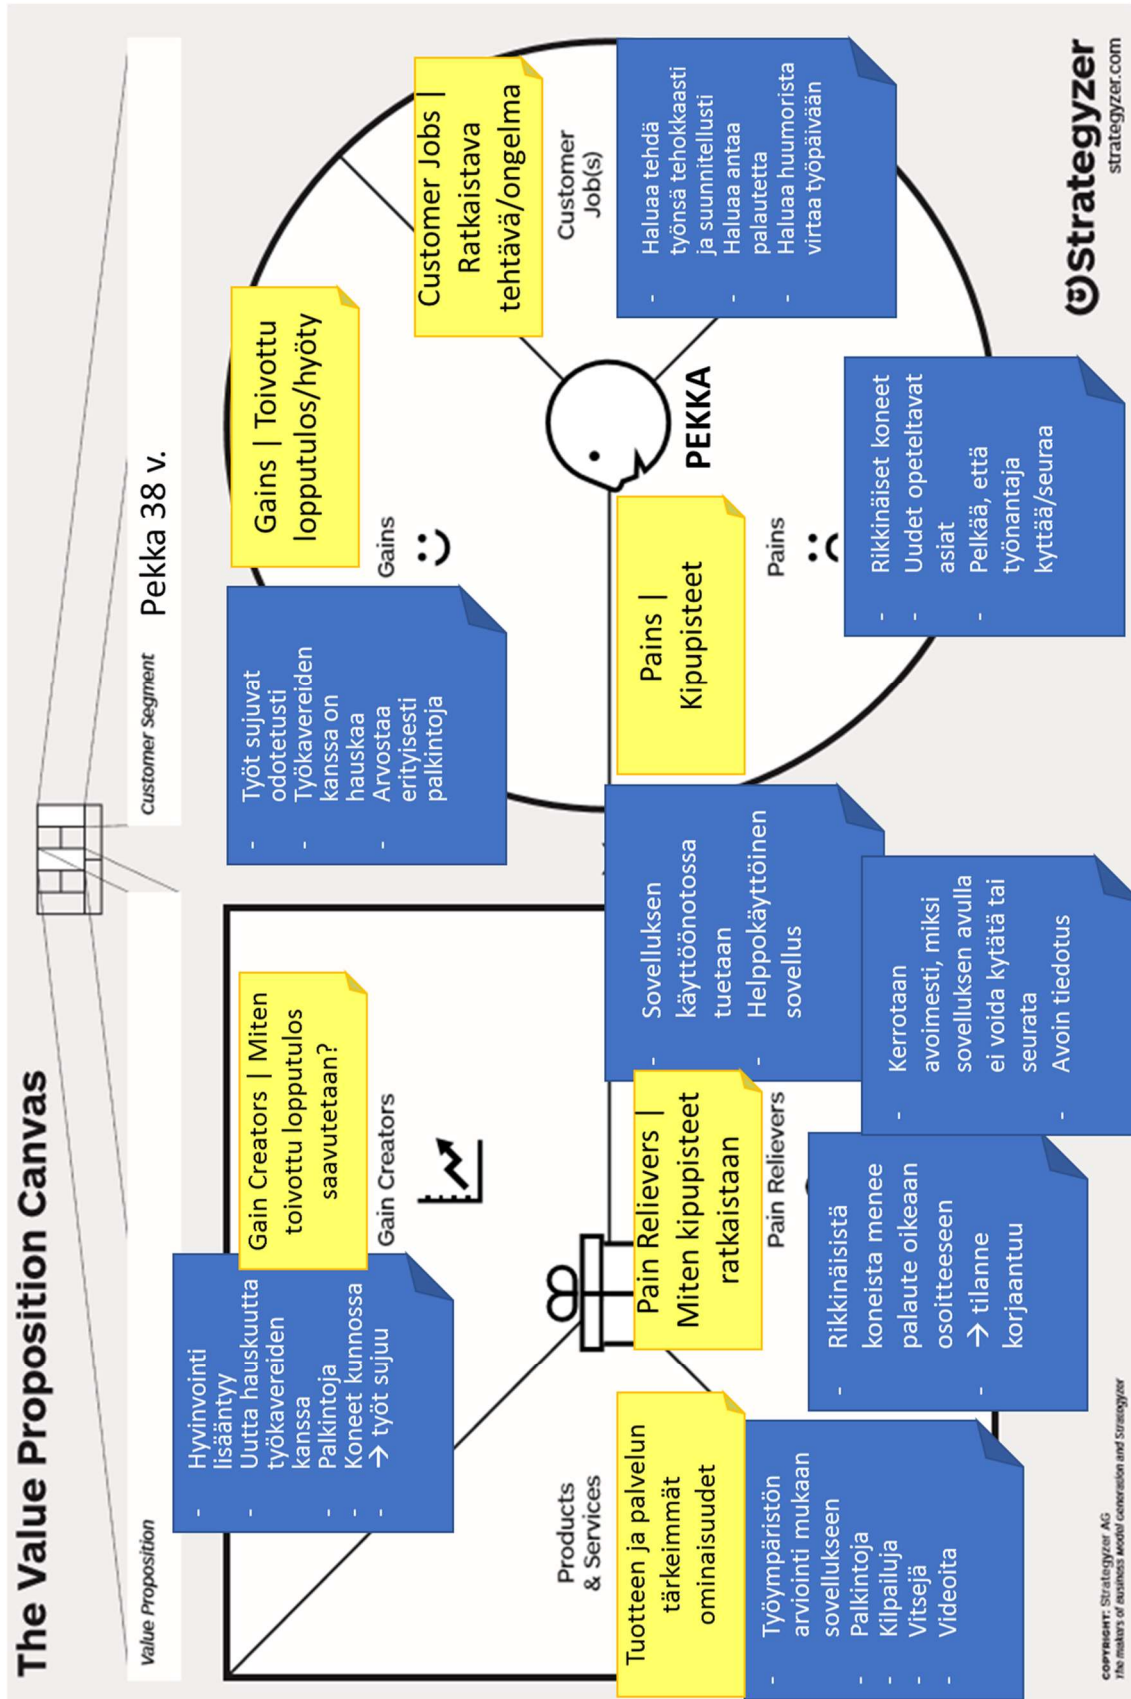 The Value Proposition Canvas
Value Proposition
Customer Segment
Pekka 38 v.
- Hyvinvointi
lisääntyy
- Uutta hauskuutta
työkavereiden
kanssa
- Palkintoja
- Koneet kunnossa
→ työt sujuu
Gain Creators | Miten
toivottu lopputulos
saavutetaan?
Gain Creators
Products
& Services
Tuotteen ja palvelun
tärkeimmät
ominaisuudet
- Työympäristön
arviointi mukaan
sovellukseen
- Palkintoja
- Kilpailuja
- Vitsejä
- Videoita
Pain Relievers |
Miten kipupisteet
ratkaistaan
Pain Relievers
- Rikkinäisistä
koneista menee
palaute oikeaan
osoitteeseen
- → tilanne
korjaantuu
- Sovelluksen
käyttöönotossa
tuetaan
- Helppokäyttöinen
sovellus
- Kerrotaan
avoimesti, miksi
sovelluksen avulla
ei voida kytätä tai
seurata
- Avoin tiedotus
- Työt sujuvat
odotetusti
- Työkavereiden
kanssa on
hauskaa
- Arvostaa
erityisesti
palkintoja
Gains | Toivottu
lopputulos/hyöty
Gains
Customer Jobs |
Ratkaistava
tehtävä/ongelma
Customer
Job(s)
- Haluaa tehdä
työnsä tehokkaasti
ja suunnitellusti
- Haluaa antaa
palautetta
- Haluaa huumorista
virtaa työpäivään
PEKKA
Pains |
Kipupisteet
Pains
- Rikkinäiset koneet
- Uudet opeteltavat
asiat
- Pelkää, että
työnantaja
kyttää/seuraa
COPYRIGHT: Strategyzer AG
The makers of Business Model Generation and Strategyzer
Strategyzer
strategyzer.com